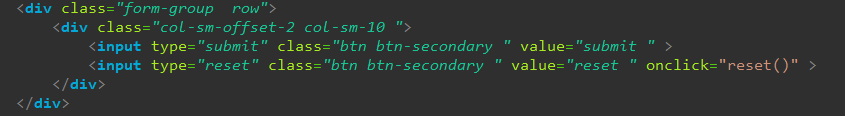 <div class="form-group  row">
    <div class="col-sm-offset-2 col-sm-10 ">
        <input type="submit" class="btn btn-secondary " value="submit " >
        <input type="reset" class="btn btn-secondary " value="reset " onclick="reset()" >
    </div>
</div>